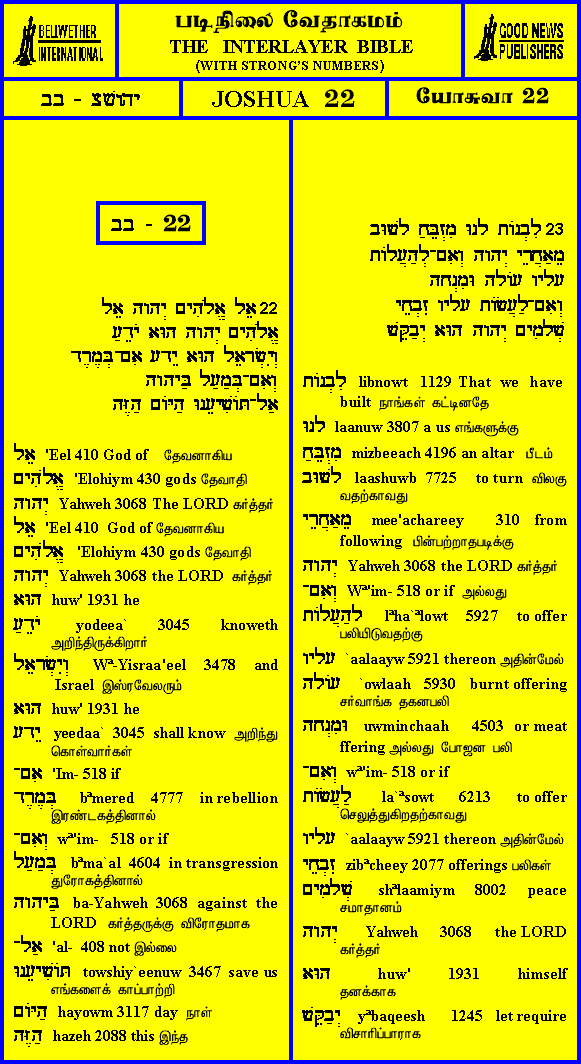 BELLWETHER
INTERNATIONAL
படிநிலை வேதாகமம்
THE INTERLAYER BIBLE
(WITH STRONG'S NUMBERS)
GOOD NEWS
PUBLISHERS
יהושצ - בב
JOSHUA 22
யோசுவா 22
בב - 22
22 אֵל אֱלֹהִים יְהוָה אֵל
אֱלֹהִים יְהוָה הוּא יֹדֵעַ
וְיִשְׂרָאֵל הוּא יֵדַע אִם־בְּמֶרֶד
וְאִם־בְּמַעַל בַּיהוָה
אַל־תּוֹשִׁיעֵנוּ הַיּוֹם הַזֶּה
אֵל 'Eel 410 God of தேவனாகிய
אֱלֹהִים 'Elohiym 430 gods தேவாதி
יְהוָה Yahweh 3068 The LORD கர்த்தர்
אֵל 'Eel 410 God of தேவனாகிய
אֱלֹהִים 'Elohiym 430 gods தேவாதி
יְהוָה Yahweh 3068 the LORD கர்த்தர்
הוּא huw' 1931 he
יֹדֵעַ yodeea` 3045 knoweth
அறிந்திருக்கிறார்
וְיִשְׂרָאֵל Wª-Yisraa'eel 3478 and
Israel இஸ்ரவேலரும்
הוּא huw' 1931 he
יֵדַע yeedaa` 3045 shall know அறிந்து
கொள்வார்கள்
אִם־ 'Im- 518 if
בְּמֶרֶד bªmered 4777 in rebellion
இரண்டகத்தினால்
וְאִם־ wª'im- 518 or if
בְּמַעַל bªma`al 4604 in transgression
துரோகத்தினால்
בַּיהוָה ba-Yahweh 3068 against the
LORD கர்த்தருக்கு விரோதமாக
אַל־ 'al- 408 not இல்லை
תּוֹשִׁיעֵנוּ towshiy`eenuw 3467 save us
எங்களைக் காப்பாற்றி
הַיּוֹם hayowm 3117 day நாள்
הַזֶּה hazeh 2088 this இந்த
23 לִבְנוֹת לָנוּ מִזְבֵּחַ לָשׁוּב
מֵאַחֲרֵי יְהוָה וְאִם־לְהַעֲלוֹת
עָלָיו עוֹלָה וּמִנְחָה
וְאִם־לַעֲשׂוֹת עָלָיו זִבְחֵי
שְׁלָמִים יְהוָה הוּא יְבַקֵּשׁ
לִבְנוֹת libnowt 1129 That we have
built நாங்கள் கட்டினதே
לָנוּ laanuw 3807 a us எங்களுக்கு
מִזְבֵּחַ mizbeeach 4196 an altar பீடம்
לָשׁוּב laashuwb 7725 to turn விலகு
வதற்காவது
מֵאַחֲרֵי mee'achareey 310 from
following பின்பற்றாதபடிக்கு
יְהוָה Yahweh 3068 the LORD கர்த்தர்
וְאִם־ Wª'im- 518 or if அல்லது
לְהַעֲלוֹת lªha`ªlowt 5927 to offer
பலியிடுவதற்கு
עָלָיו `aalaayw 5921 thereon அதின்மேல்
עוֹלָה `owlaah 5930 burnt offering
சர்வாங்க தகனபலி
וּמִנְחָה uwminchaah 4503 or meat
ffering அல்லது போஜன பலி
וְאִם־ wª'im- 518 or if
לַעֲשׂוֹת la`ªsowt 6213 to offer
செலுத்துகிறதற்காவது
עָלָיו `aalaayw 5921 thereon அதின்மேல்
זִבְחֵי zibªcheey 2077 offerings பலிகள்
שְׁלָמִים shªlaamiym 8002 peace
சமாதானம்
יְהוָה Yahweh 3068 the LORD
கர்த்தர்
הוּא huw' 1931 himself
தனக்காக
יְבַקֵּשׁ yªbaqeesh 1245 let require
விசாரிப்பாராக